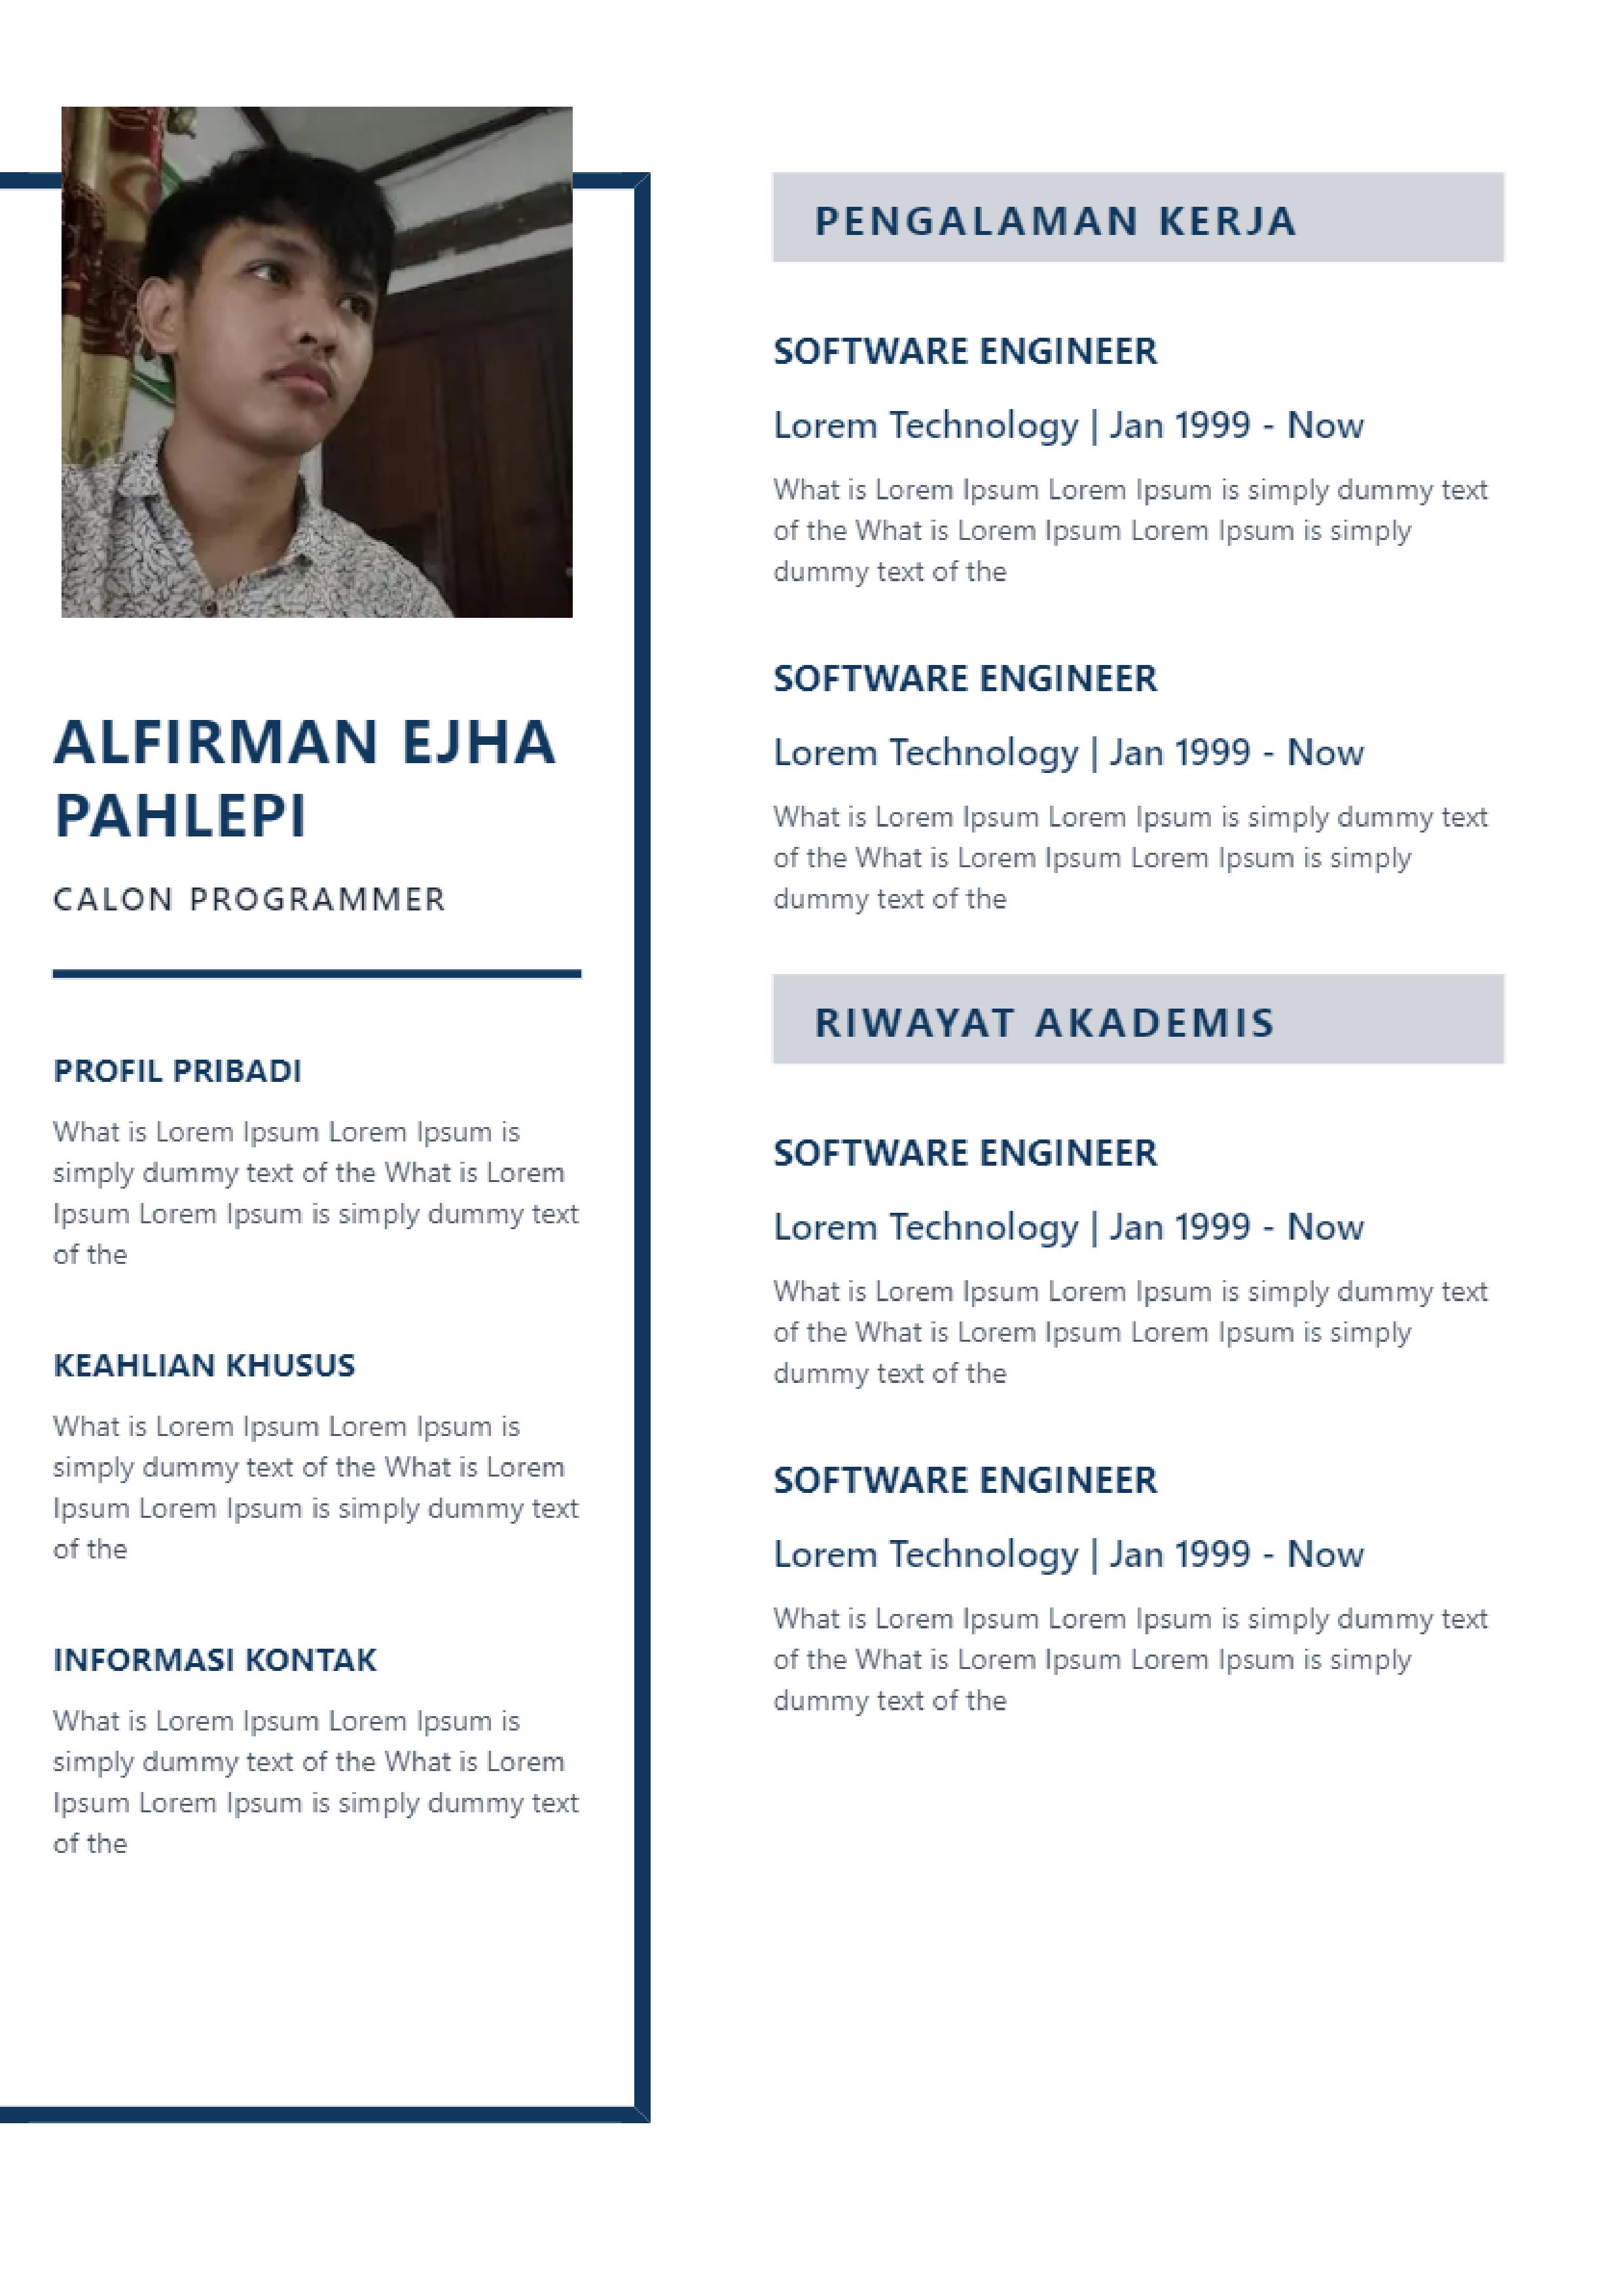 ALFIRMAN EJHA
PAHLEPI
CALON PROGRAMMER
PROFIL PRIBADI
What is Lorem Ipsum Lorem Ipsum is
simply dummy text of the What is Lorem
Ipsum Lorem Ipsum is simply dummy text
of the
KEAHLIAN KHUSUS
What is Lorem Ipsum Lorem Ipsum is
simply dummy text of the What is Lorem
Ipsum Lorem Ipsum is simply dummy text
of the
INFORMASI KONTAK
What is Lorem Ipsum Lorem Ipsum is
simply dummy text of the What is Lorem
Ipsum Lorem Ipsum is simply dummy text
of the
PENGALAMAN KERJA
SOFTWARE ENGINEER
Lorem Technology | Jan 1999 - Now
What is Lorem Ipsum Lorem Ipsum is simply dummy text
of the What is Lorem Ipsum Lorem Ipsum is simply
dummy text of the
SOFTWARE ENGINEER
Lorem Technology | Jan 1999 - Now
What is Lorem Ipsum Lorem Ipsum is simply dummy text
of the What is Lorem Ipsum Lorem Ipsum is simply
dummy text of the
RIWAYAT AKADEMIS
SOFTWARE ENGINEER
Lorem Technology | Jan 1999 - Now
What is Lorem Ipsum Lorem Ipsum is simply dummy text
of the What is Lorem Ipsum Lorem Ipsum is simply
dummy text of the
SOFTWARE ENGINEER
Lorem Technology | Jan 1999 - Now
What is Lorem Ipsum Lorem Ipsum is simply dummy text
of the What is Lorem Ipsum Lorem Ipsum is simply
dummy text of the